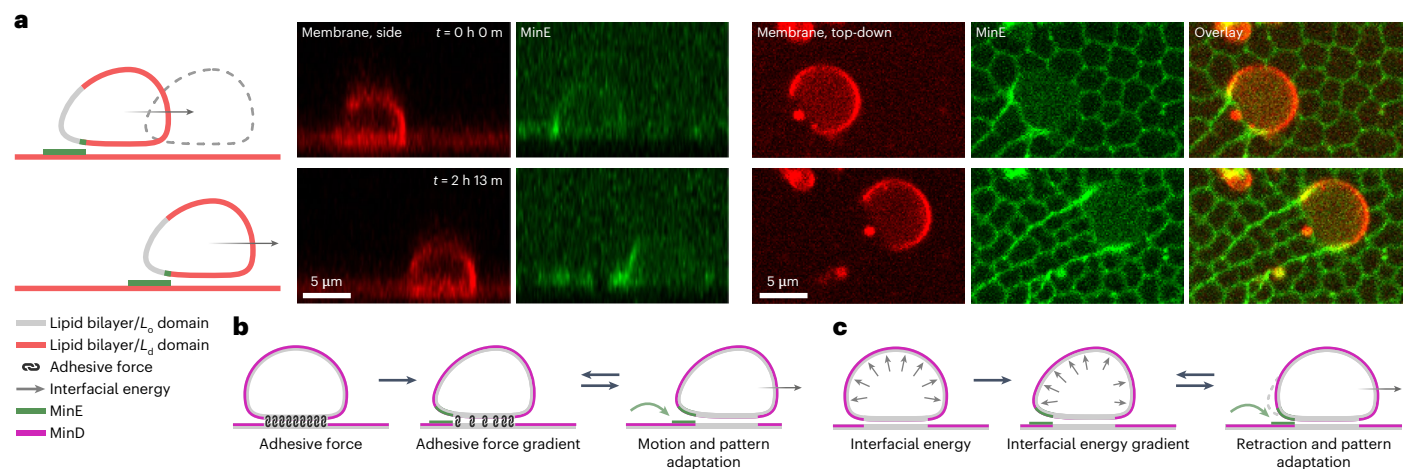 a
Membrane, side
t = 0 h 0 m
MinE
Membrane, top-down
MinE
Overlay
t = 2 h 13 m
5 µm
5 µm
Lipid bilayer/Lo domain
Lipid bilayer/Ld domain
Adhesive force
Interfacial energy
MinE
MinD
b
Adhesive force
Adhesive force gradient
Motion and pattern
adaptation
c
Interfacial energy
Interfacial energy gradient
Retraction and pattern
adaptation